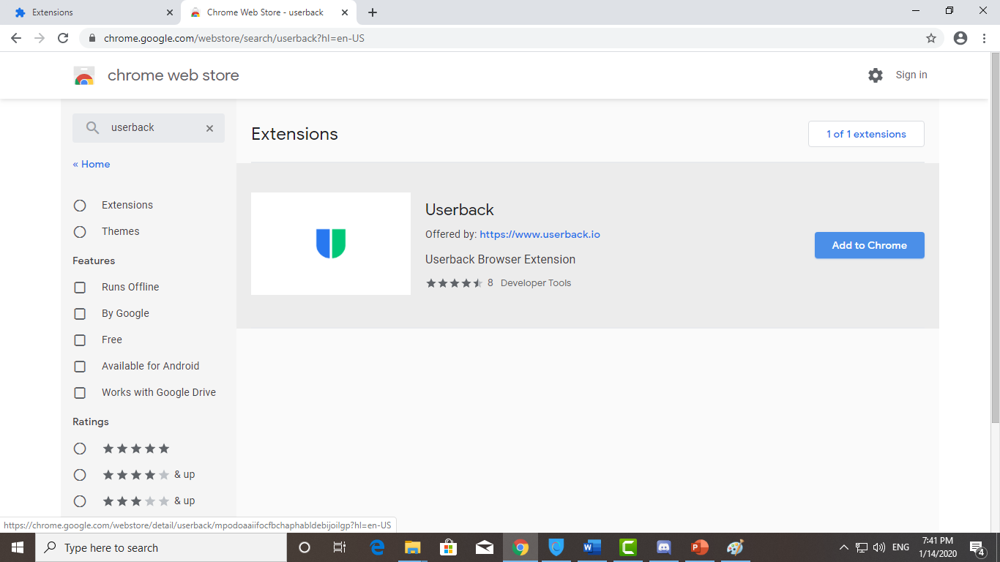 Extensions
Chrome Web Store - userback
chrome.google.com/webstore/search/userback?hl=en-US
chrome web store
Sign in
userback
Extensions
1 of 1 extensions
« Home
Extensions
Themes
Features
Runs Offline
By Google
Free
Available for Android
Works with Google Drive
Ratings
& up
& up
Userback
Offered by: https://www.userback.io
Userback Browser Extension
8 Developer Tools
Add to Chrome
https://chrome.google.com/webstore/detail/userback/mpodoaaiifocfbchaphabldebijoilgp?hl=en-US
Type here to search
ENG
7:41 PM
1/14/2020
4